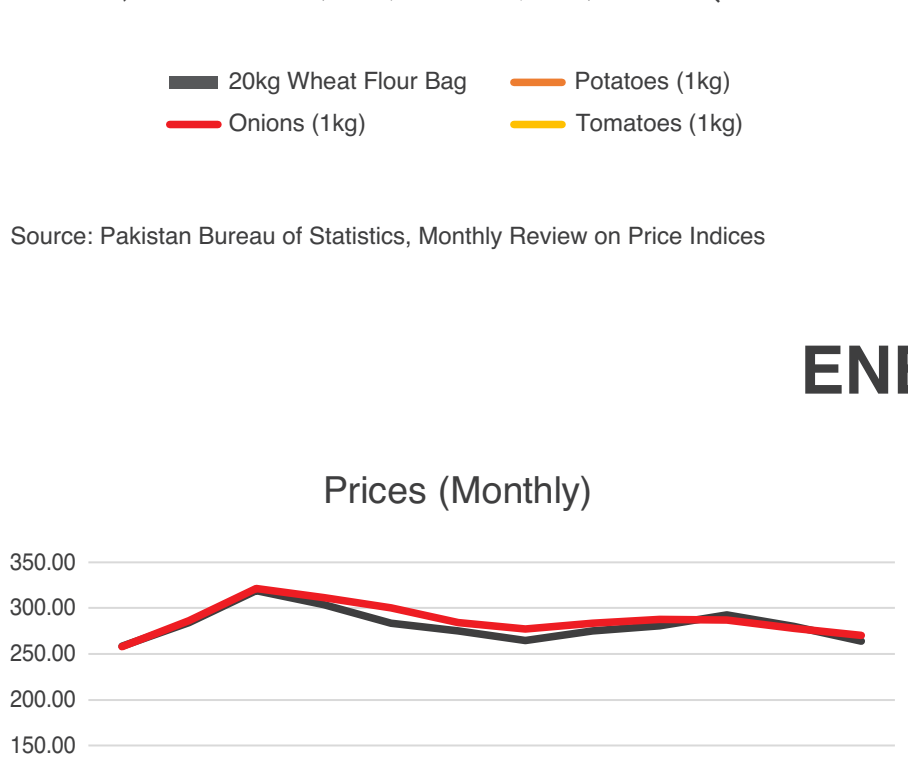 20kg Wheat Flour Bag Potatoes (1kg)
Onions (1kg) Tomatoes (1kg)
Source: Pakistan Bureau of Statistics, Monthly Review on Price Indices
Prices (Monthly)
350.00
300.00
250.00
200.00
150.00